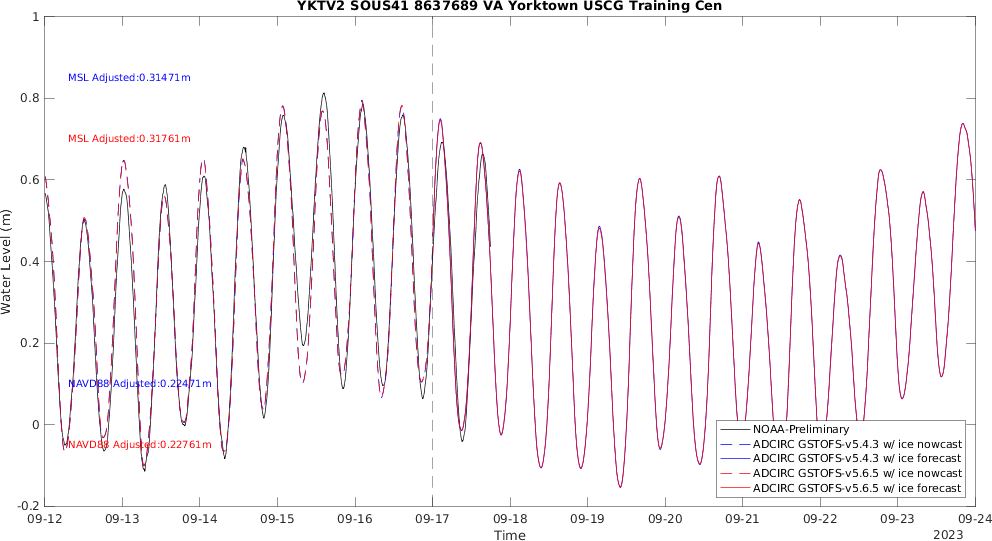 YKTV2 SOUS41 8637689 VA Yorktown USCG Training Cen
1
0.8
0.6
0.4
0.2
0
-0.2
Water Level (m)
MSL Adjusted:0.31471m
MSL Adjusted:0.31761m
NAVD88 Adjusted:0.22471m
NAVD88 Adjusted:0.22761m
NOAA-Preliminary
ADCIRC GSTOFS-v5.4.3 w/ ice nowcast
ADCIRC GSTOFS-v5.4.3 w/ ice forecast
ADCIRC GSTOFS-v5.6.5 w/ ice nowcast
ADCIRC GSTOFS-v5.6.5 w/ ice forecast
09-12 09-13 09-14 09-15 09-16 09-17 09-18 09-19 09-20 09-21 09-22 09-23 09-24
Time
2023